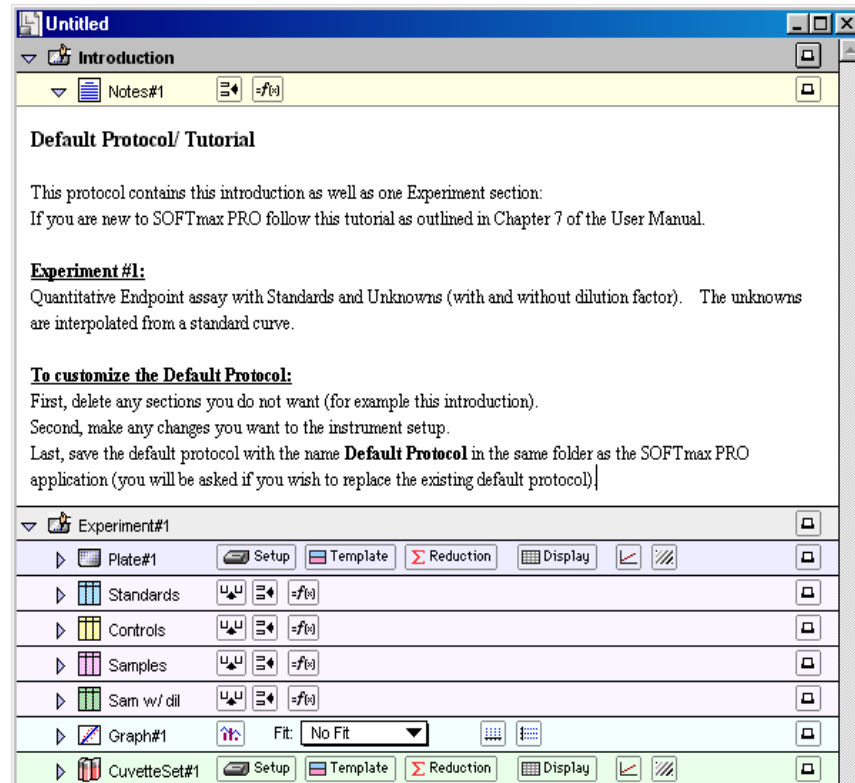 Untitled
Introduction
Notes#1 =f(x)
Default Protocol/ Tutorial
This protocol contains this introduction as well as one Experiment section:
If you are new to SOFTmax PRO follow this tutorial as outlined in Chapter 7 of the User Manual.
Experiment #1:
Quantitative Endpoint assay with Standards and Unknowns (with and without dilution factor). The unknowns
are interpolated from a standard curve.
To customize the Default Protocol:
First, delete any sections you do not want (for example this introduction).
Second, make any changes you want to the instrument setup.
Last, save the default protocol with the name Default Protocol in the same folder as the SOFTmax PRO
application (you will be asked if you wish to replace the existing default protocol).
Experiment#1
Plate#1 Setup Template Σ Reduction Display
Standards =f(x)
Controls =f(x)
Samples =f(x)
Sam w/ dil =f(x)
Graph#1 Fit: No Fit
CuvetteSet#1 Setup Template Σ Reduction Display